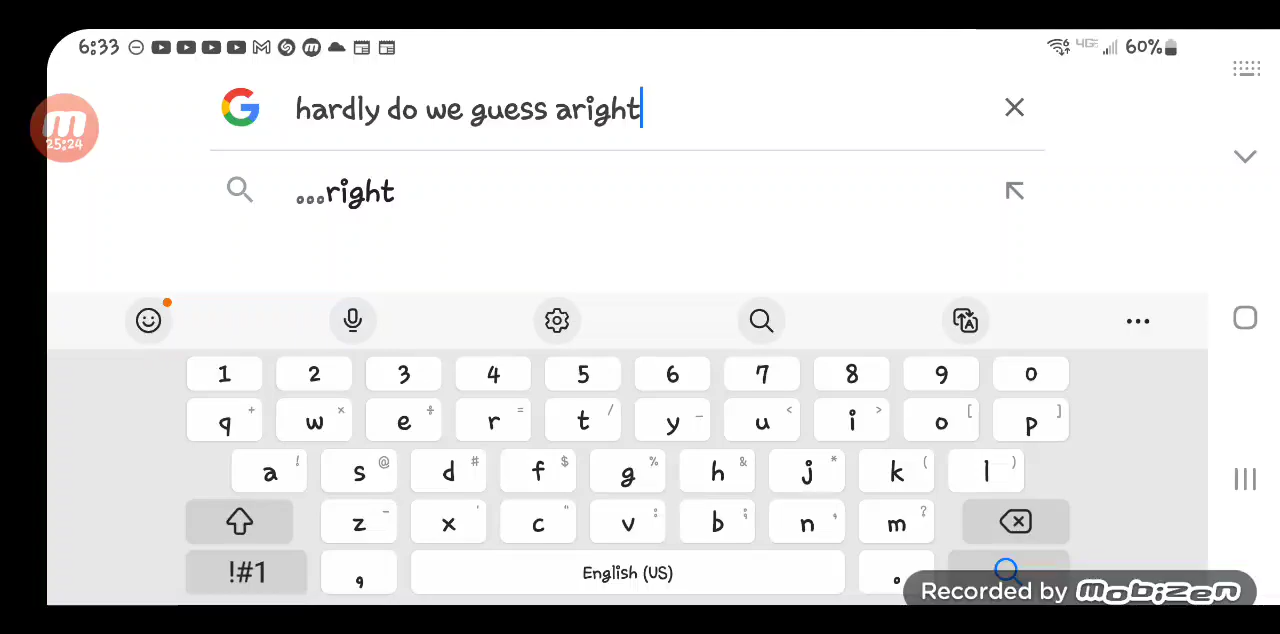 6:33 4GE 60%
m
25:24
hardly do we guess aright
...right
1 2 3 4 5 6 7 8 9 0
q + w × e ÷ r = t / y _ u < i > o [ p ]
a ! s @ d # f $ g % h & j * k ( l )
z - x ' c " v : b ; n , m ?
!#1 , English (US) .
Recorded by mobizen